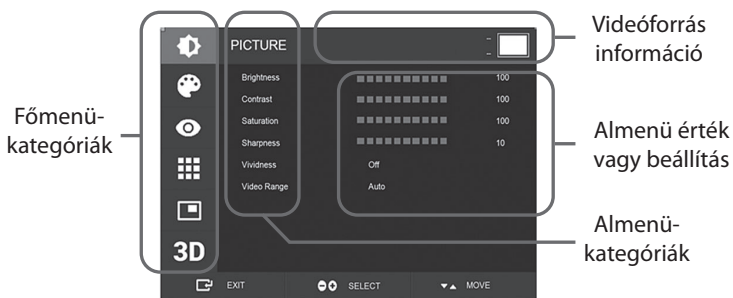 Videóforrás
információ
PICTURE
Brightness 100
Contrast 100
Saturation 100
Sharpness 10
Vividness Off
Video Range Auto
Főmenü-
kategóriák
Almenü érték
vagy beállítás
Almenü-
kategóriák
3D
EXIT SELECT MOVE